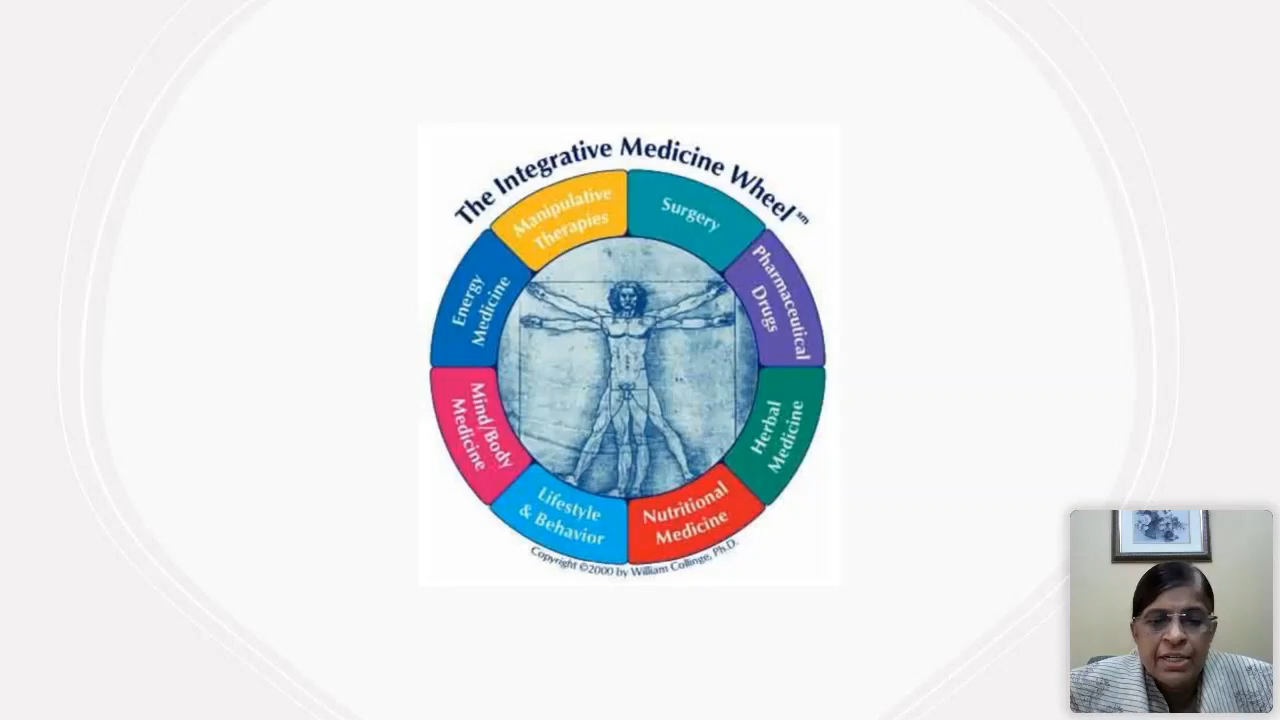 The Integrative Medicine Wheel℠
Manipulative
Therapies
Surgery
Pharmaceutical
Drugs
Herbal
Medicine
Nutritional
Medicine
Lifestyle
& Behavior
Mind/Body
Medicine
Energy
Medicine
Copyright ©2000 by William Collinge, Ph.D.